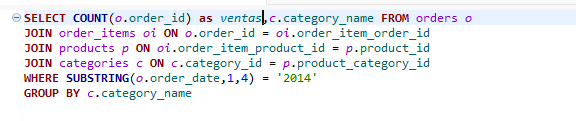 SELECT COUNT(o.order_id) as ventas,c.category_name FROM orders o
JOIN order_items oi ON o.order_id = oi.order_item_order_id
JOIN products p ON oi.order_item_product_id = p.product_id
JOIN categories c ON c.category_id = p.product_category_id
WHERE SUBSTRING(o.order_date,1,4) = '2014'
GROUP BY c.category_name